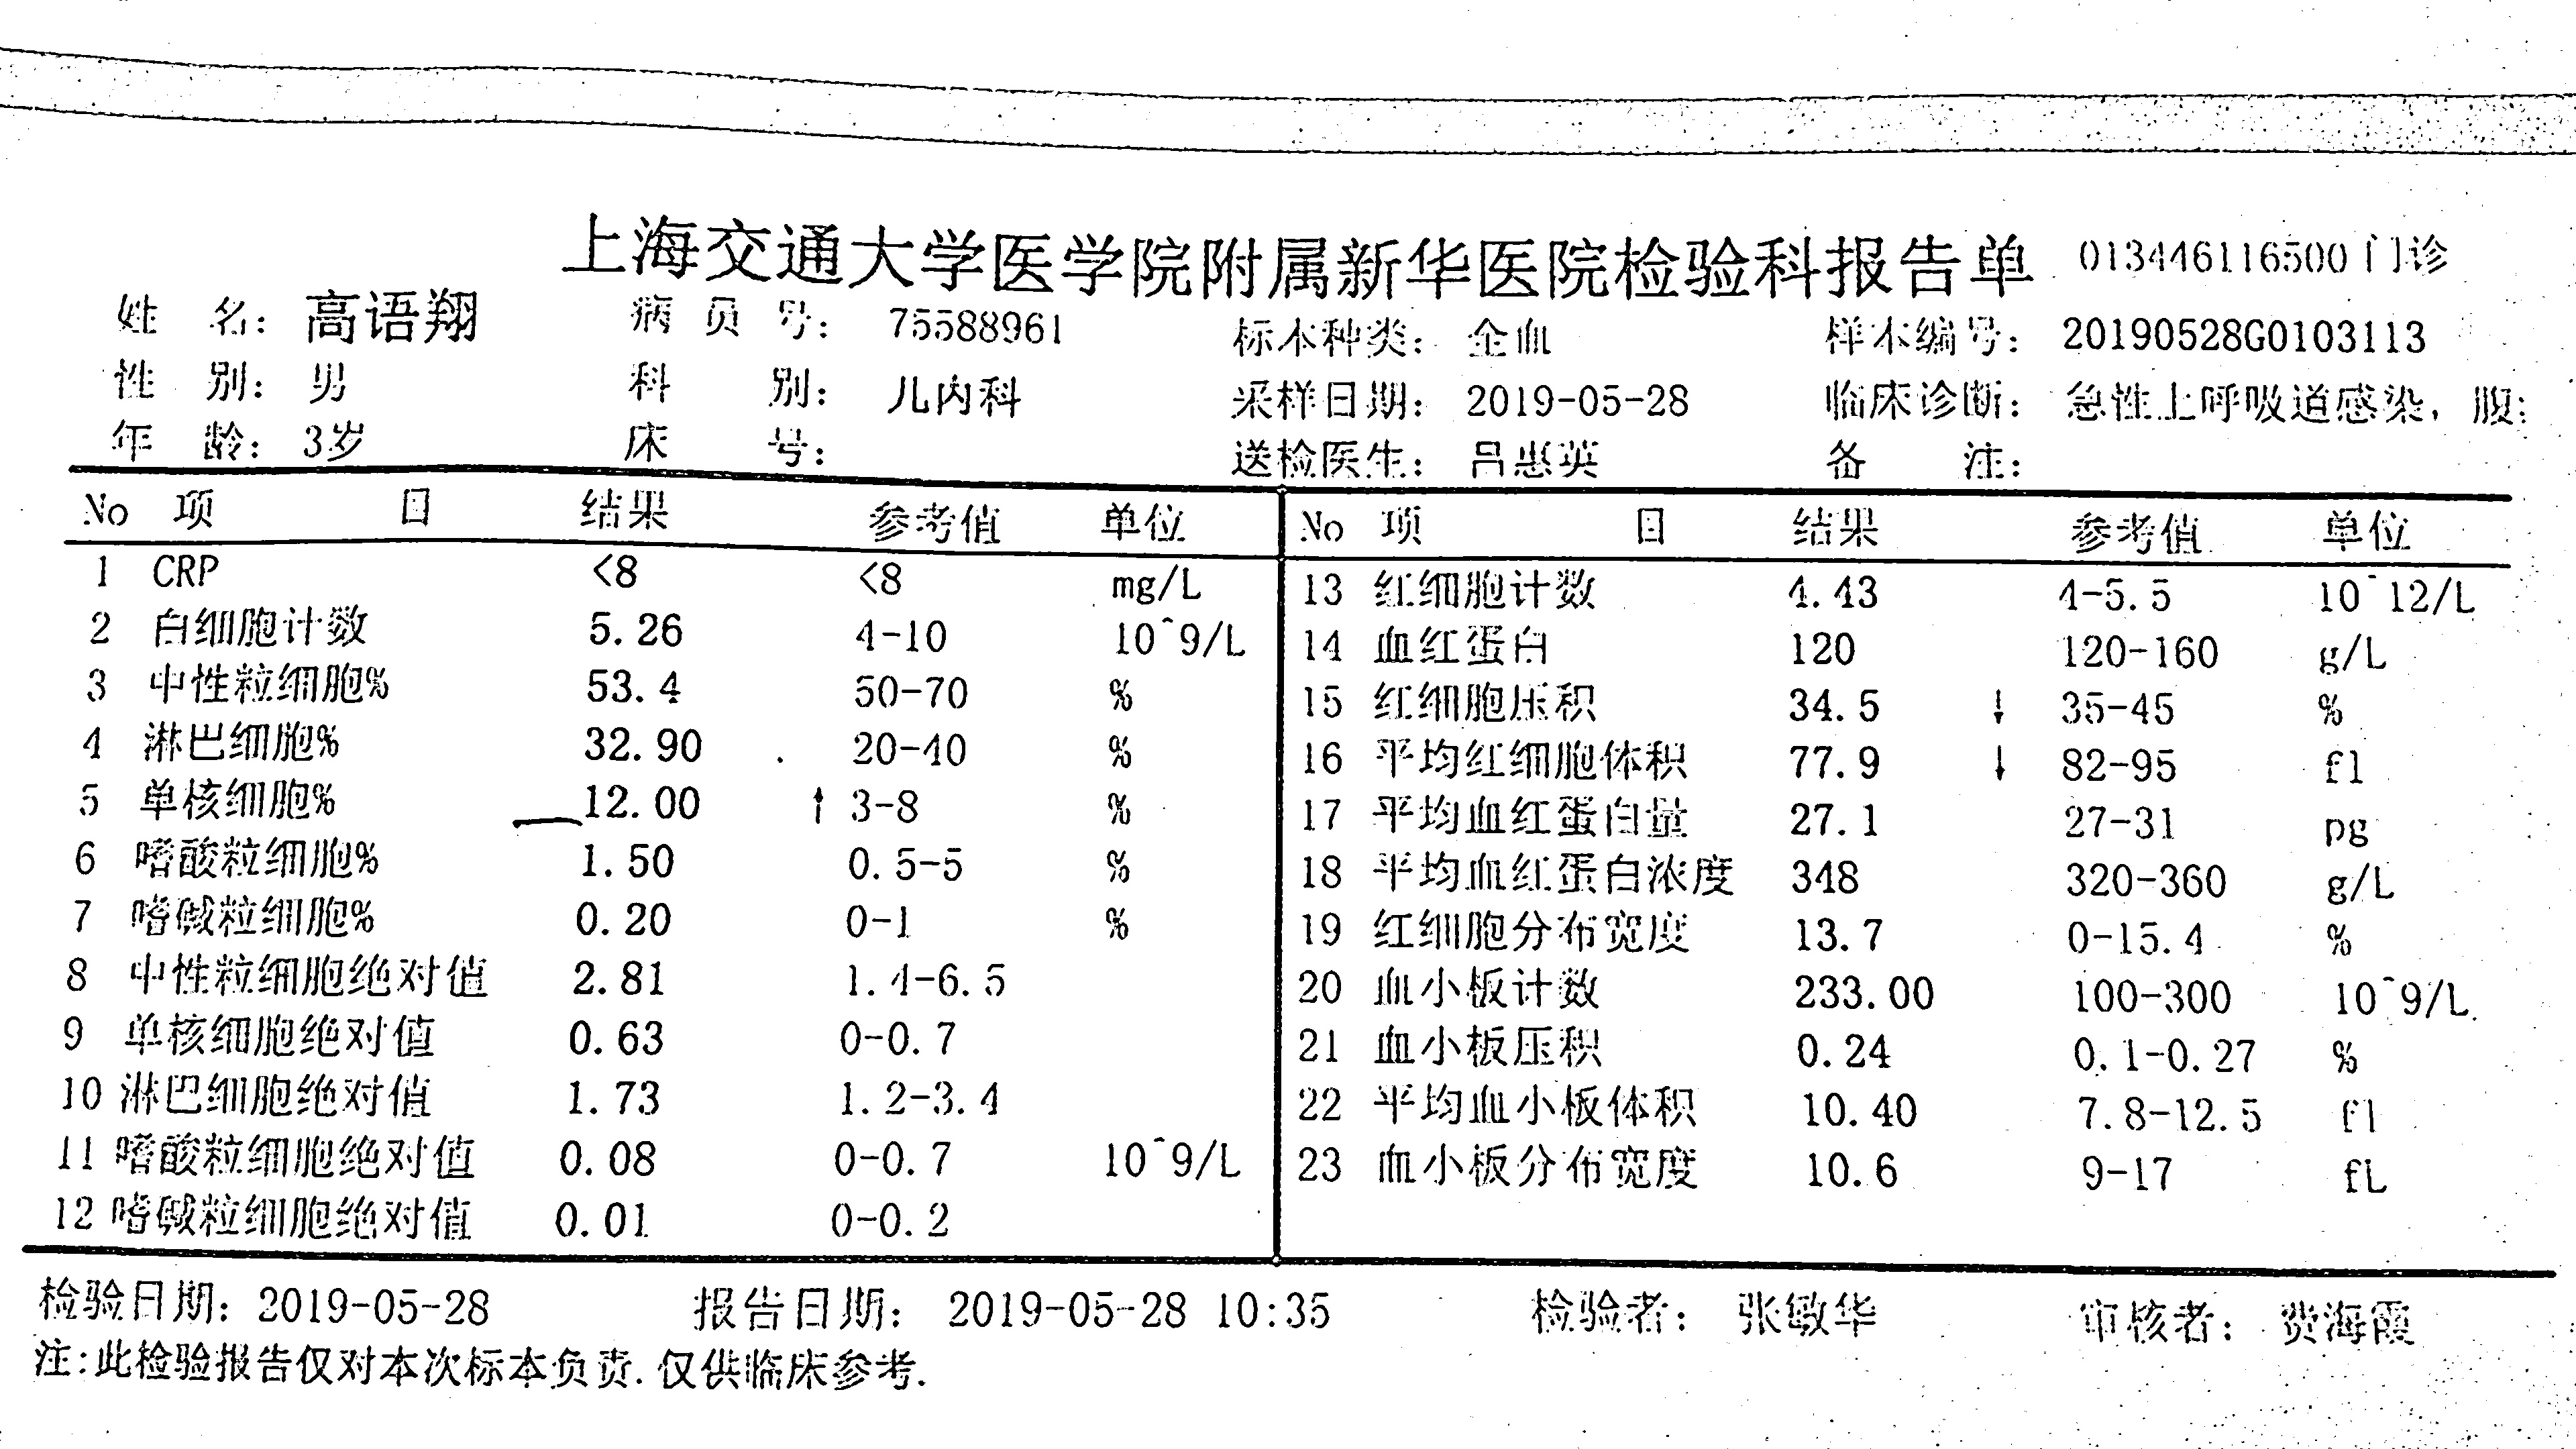 上海交通大学医学院附属新华医院检验科报告单 013446116500门诊
姓 名: 高语翔 病 员 号: 75588961 标本种类: 全血 样本编号: 20190528G0103113
性 别: 男 科 别: 儿内科 采样日期: 2019-05-28 临床诊断: 急性上呼吸道感染, 腹:
年 龄: 3岁 床 号: 送检医生: 吕惠英 备 注:
No 项 目 结果 参考值 单位 No 项 目 结果 参考值 单位
1 CRP <8 <8 mg/L 13 红细胞计数 4.43 4-5.5 10^12/L
2 白细胞计数 5.26 4-10 10^9/L 14 血红蛋白 120 120-160 g/L
3 中性粒细胞% 53.4 50-70 % 15 红细胞压积 34.5 ↓ 35-45 %
4 淋巴细胞% 32.90 20-40 % 16 平均红细胞体积 77.9 ↓ 82-95 fl
5 单核细胞% 12.00 ↑ 3-8 % 17 平均血红蛋白量 27.1 27-31 pg
6 嗜酸粒细胞% 1.50 0.5-5 % 18 平均血红蛋白浓度 348 320-360 g/L
7 嗜碱粒细胞% 0.20 0-1 % 19 红细胞分布宽度 13.7 0-15.4 %
8 中性粒细胞绝对值 2.81 1.4-6.5 20 血小板计数 233.00 100-300 10^9/L
9 单核细胞绝对值 0.63 0-0.7 21 血小板压积 0.24 0.1-0.27 %
10 淋巴细胞绝对值 1.73 1.2-3.4 22 平均血小板体积 10.40 7.8-12.5 fl
11 嗜酸粒细胞绝对值 0.08 0-0.7 10^9/L 23 血小板分布宽度 10.6 9-17 fL
12 嗜碱粒细胞绝对值 0.01 0-0.2
检验日期: 2019-05-28 报告日期: 2019-05-28 10:35 检验者: 张敏华 审核者: 费海霞
注:此检验报告仅对本次标本负责.仅供临床参考.